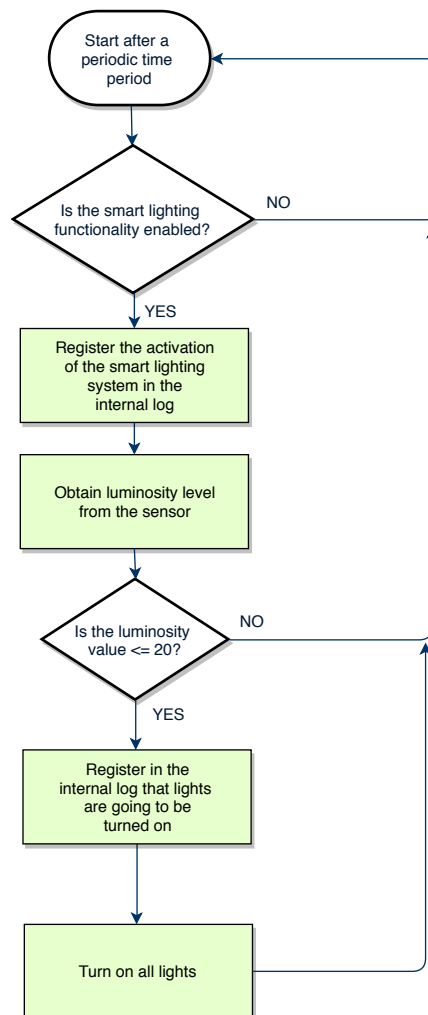 Start after a
periodic time
period
Is the smart lighting
functionality enabled?
NO
YES
Register the activation
of the smart lighting
system in the
internal log
Obtain luminosity level
from the sensor
Is the luminosity
value <= 20?
NO
YES
Register in the
internal log that lights
are going to be
turned on
Turn on all lights